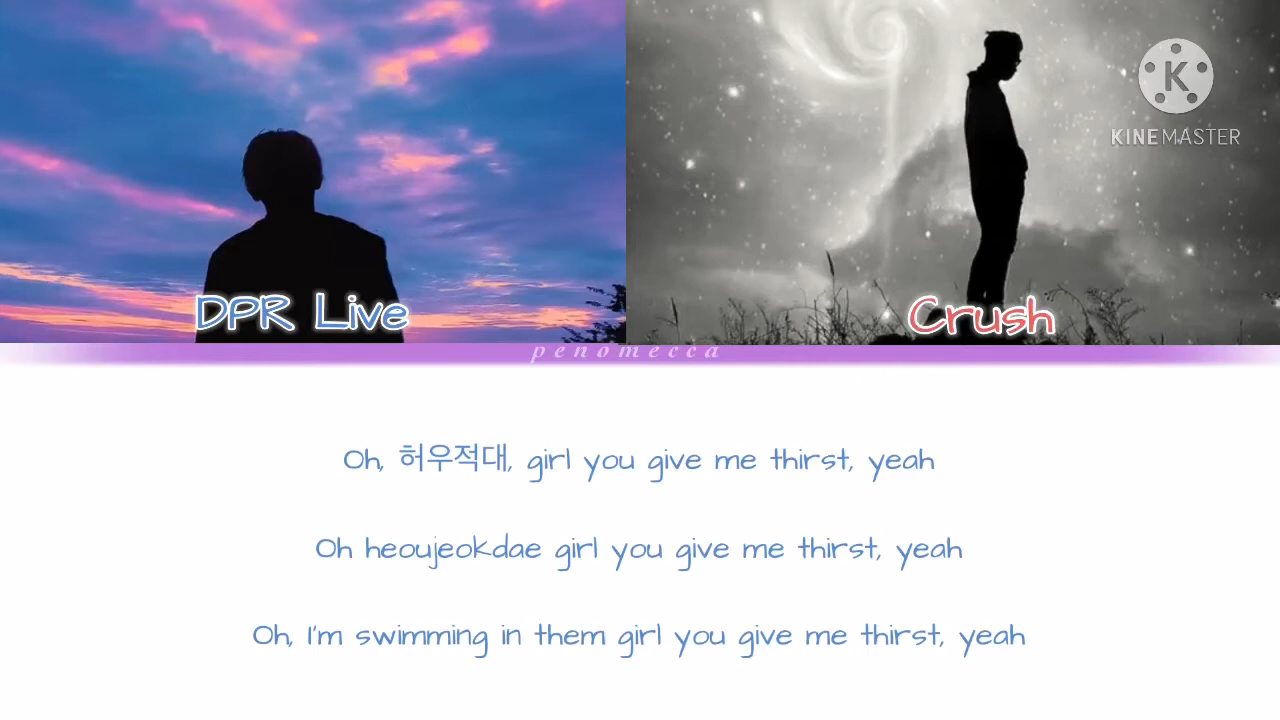 K
KINEMASTER
DPR Live
Crush
penomecca
Oh, 허우적대, girl you give me thirst, yeah
Oh heoujeokdae girl you give me thirst, yeah
Oh, I'm swimming in them girl you give me thirst, yeah